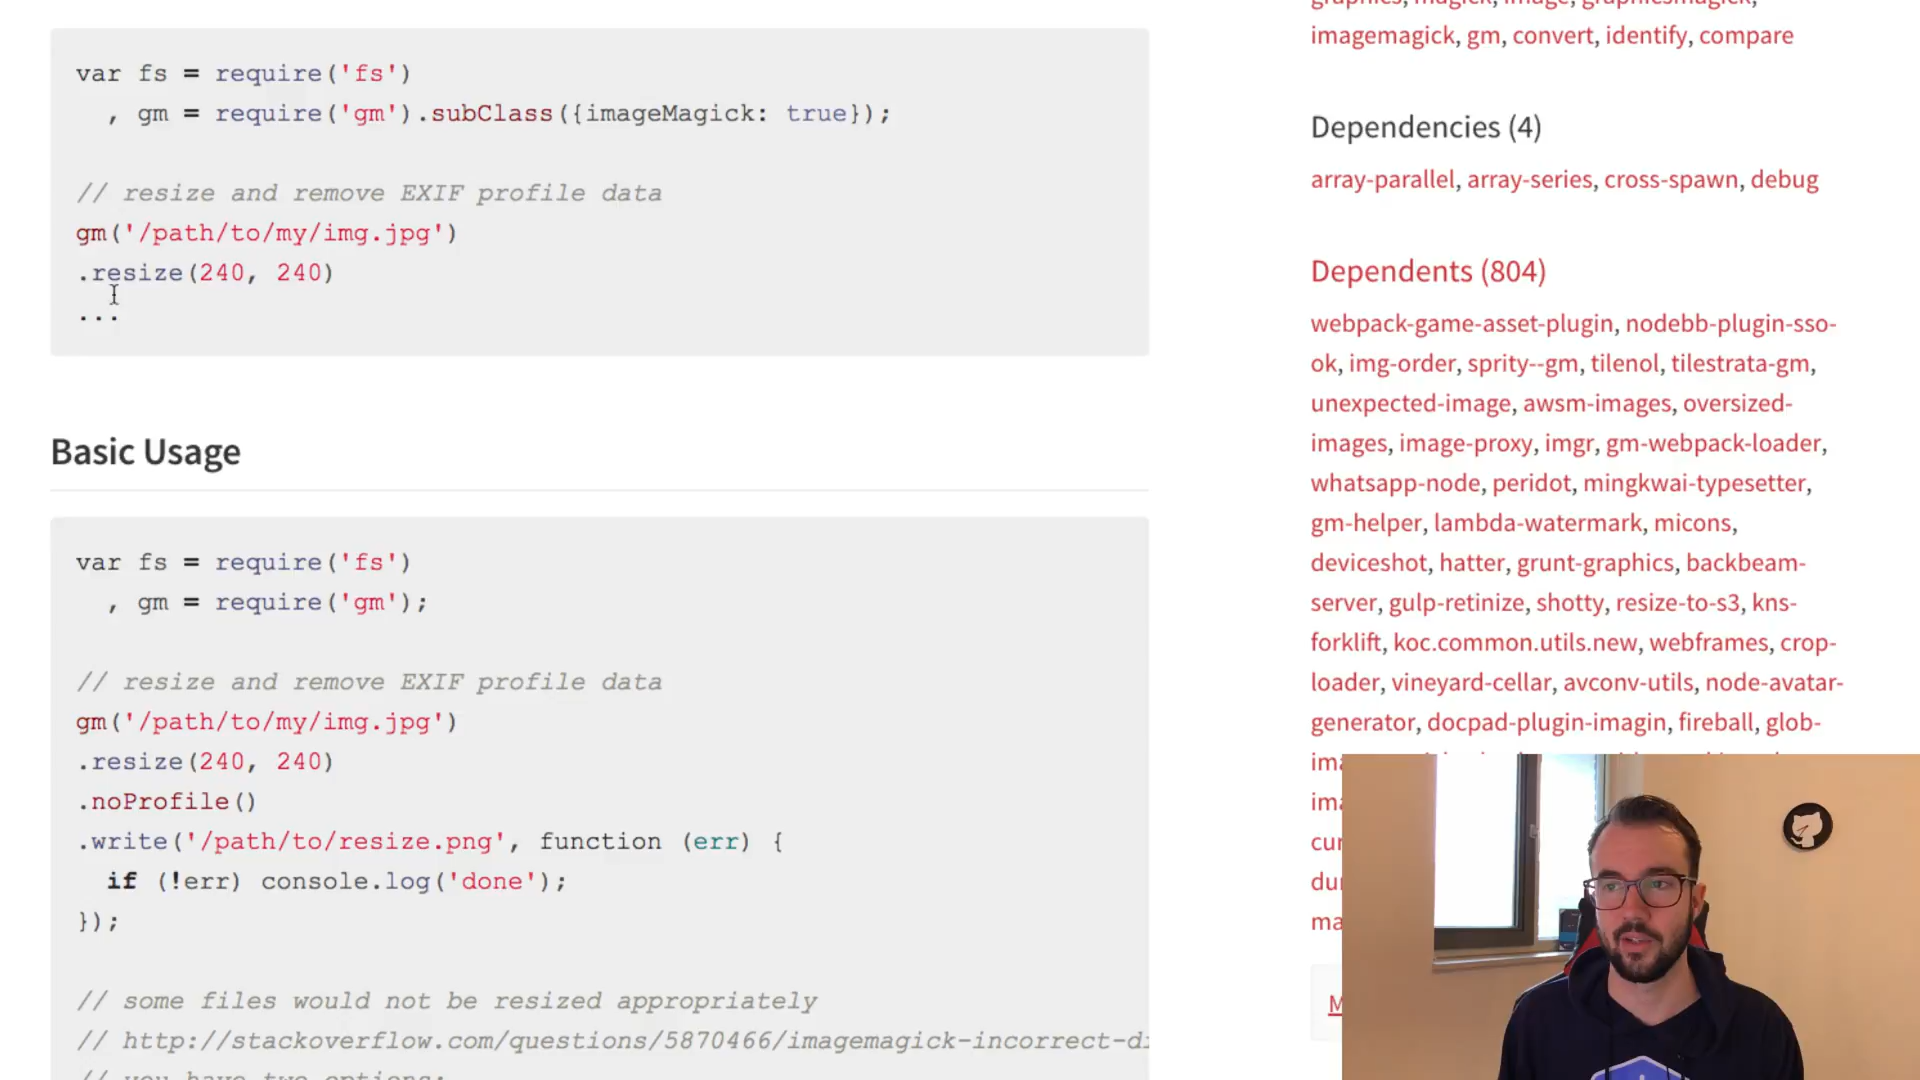 var fs = require('fs')
, gm = require('gm').subClass({imageMagick: true});
// resize and remove EXIF profile data
gm('/path/to/my/img.jpg')
.resize(240, 240)
...
Basic Usage
var fs = require('fs')
, gm = require('gm');
// resize and remove EXIF profile data
gm('/path/to/my/img.jpg')
.resize(240, 240)
.noProfile()
.write('/path/to/resize.png', function (err) {
if (!err) console.log('done');
});
// some files would not be resized appropriately
// http://stackoverflow.com/questions/5870466/imagemagick-incorrect-di
// you have two options:
graphics, magick, image, graphicsmagick,
imagemagick, gm, convert, identify, compare
Dependencies (4)
array-parallel, array-series, cross-spawn, debug
Dependents (804)
webpack-game-asset-plugin, nodebb-plugin-sso-
ok, img-order, sprity--gm, tilenol, tilestrata-gm,
unexpected-image, awsm-images, oversized-
images, image-proxy, imgr, gm-webpack-loader,
whatsapp-node, peridot, mingkwai-typesetter,
gm-helper, lambda-watermark, micons,
deviceshot, hatter, grunt-graphics, backbeam-
server, gulp-retinize, shotty, resize-to-s3, kns-
forklift, koc.common.utils.new, webframes, crop-
loader, vineyard-cellar, avconv-utils, node-avatar-
generator, docpad-plugin-imagin, fireball, glob-